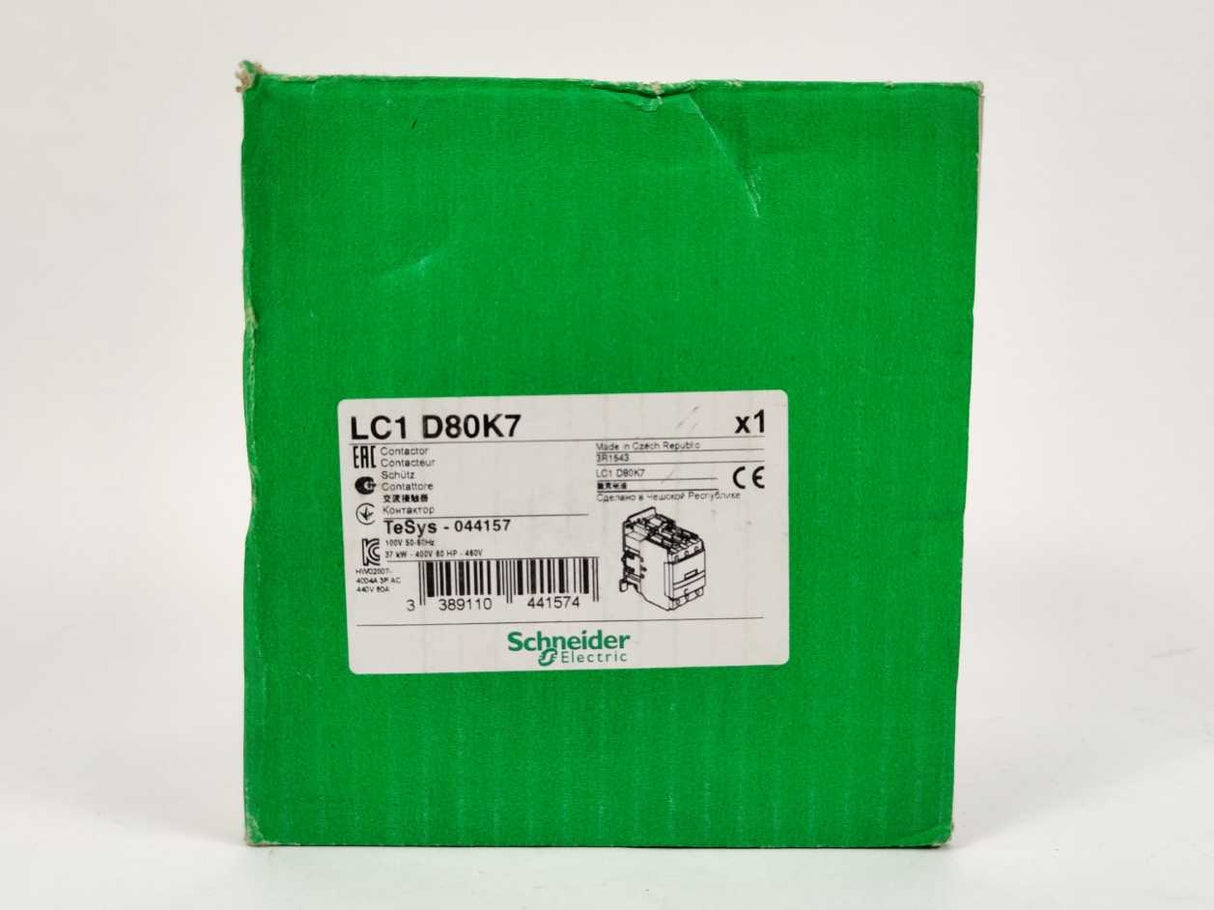 LC1 D80K7 x1
EAC Contactor
Contacteur
Schütz
Contattore
交流接触器
Контактор
Made in Czech Republic
3R1543
LC1 D80K7
CE
Сделано в Чешской Республике
TeSys - 044157
100V 50-60Hz
37 kW - 400V 60 HP - 460V
4004A 3P AC
440V 80A
3 389110 441574
Schneider
Electric